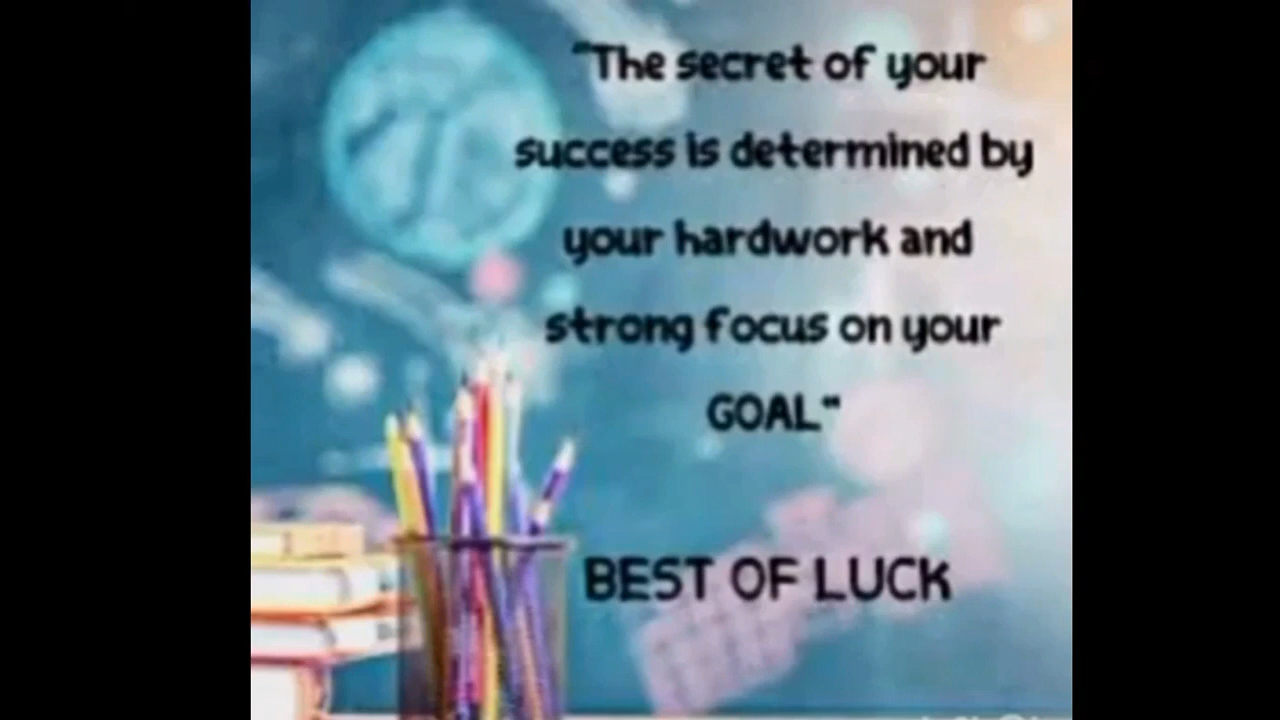 "The secret of your
success is determined by
your hardwork and
strong focus on your
GOAL"
BEST OF LUCK